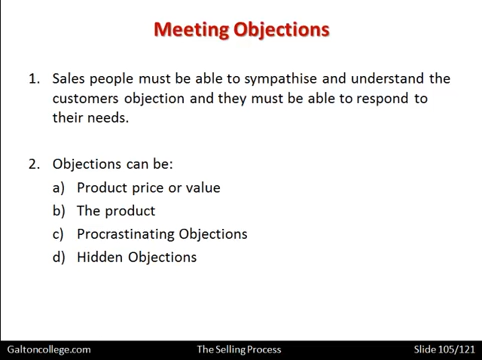 Meeting Objections
1. Sales people must be able to sympathise and understand the
customers objection and they must be able to respond to
their needs.
2. Objections can be:
a) Product price or value
b) The product
c) Procrastinating Objections
d) Hidden Objections
Galtoncollege.com The Selling Process Slide 105/121